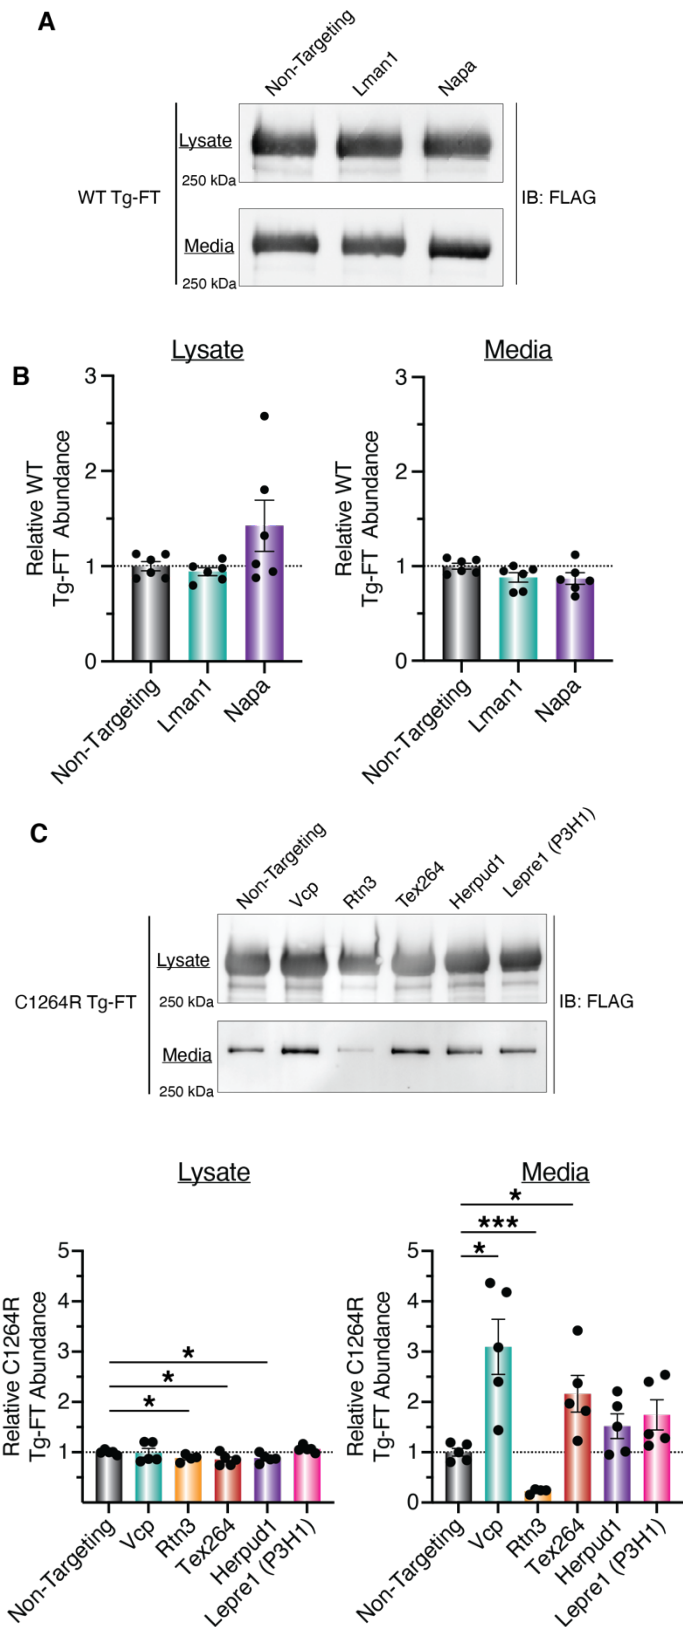 A
Non-Targeting
Lman1
Napa
Lysate
250 kDa
WT Tg-FT
IB: FLAG
Media
250 kDa
B
Lysate
Relative WT
Tg-FT Abundance
3
2
1
0
Non-Targeting
Lman1
Napa
Media
Relative WT
Tg-FT Abundance
3
2
1
0
Non-Targeting
Lman1
Napa
C
Non-Targeting
Vcp
Rtn3
Tex264
Herpud1
Lepre1 (P3H1)
Lysate
250 kDa
C1264R Tg-FT
IB: FLAG
Media
250 kDa
Lysate
Relative C1264R
Tg-FT Abundance
5
4
3
2
1
0
*
*
*
Non-Targeting
Vcp
Rtn3
Tex264
Herpud1
Lepre1 (P3H1)
Media
Relative C1264R
Tg-FT Abundance
5
4
3
2
1
0
*
***
*
Non-Targeting
Vcp
Rtn3
Tex264
Herpud1
Lepre1 (P3H1)